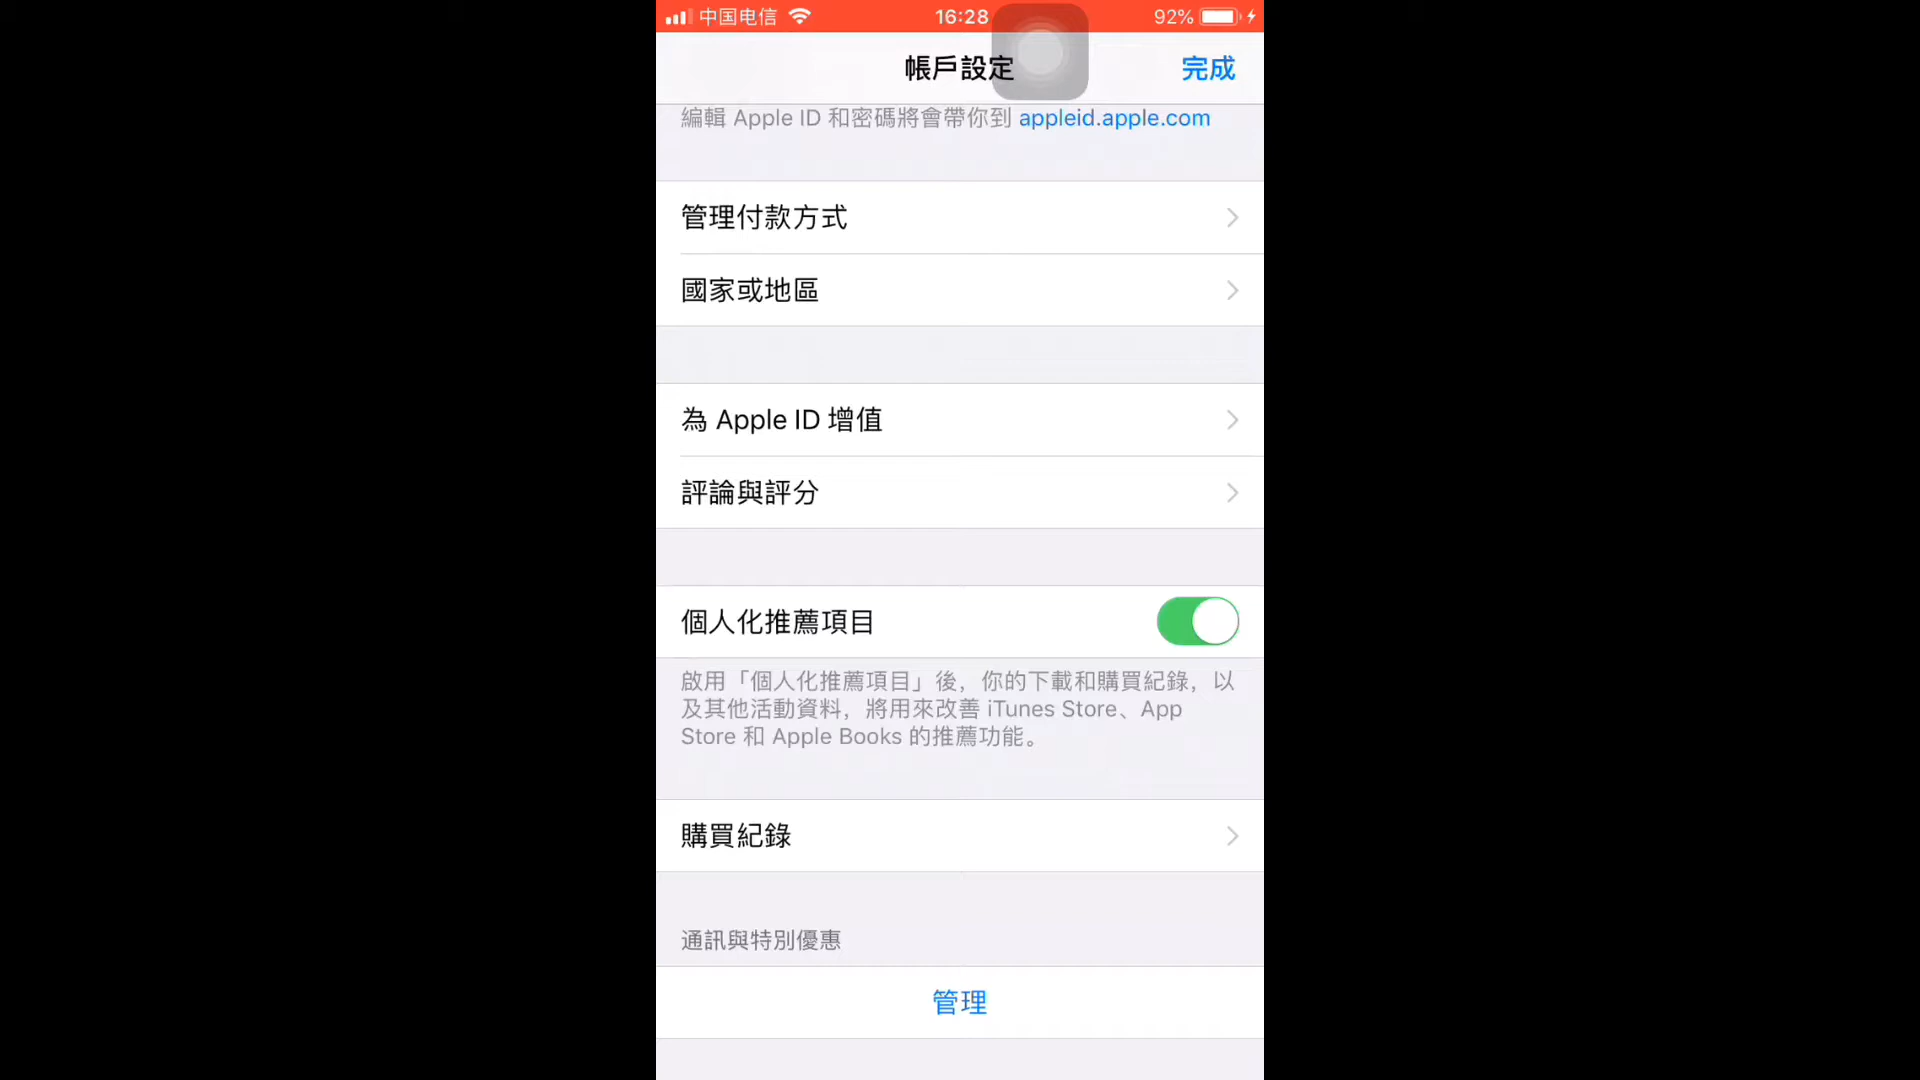 中国电信 16:28 92%
帳戶設定 完成
編輯 Apple ID 和密碼將會帶你到 appleid.apple.com
管理付款方式
國家或地區
為 Apple ID 增值
評論與評分
個人化推薦項目
啟用「個人化推薦項目」後，你的下載和購買紀錄，以
及其他活動資料，將用來改善 iTunes Store、App
Store 和 Apple Books 的推薦功能。
購買紀錄
通訊與特別優惠
管理